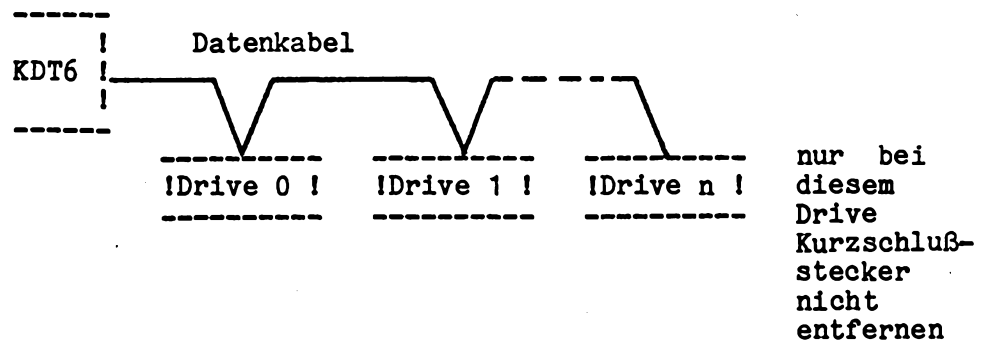 Datenkabel
KDT6
!Drive 0 !
!Drive 1 !
!Drive n !
nur bei
diesem
Drive
Kurzschluß-
stecker
nicht
entfernen